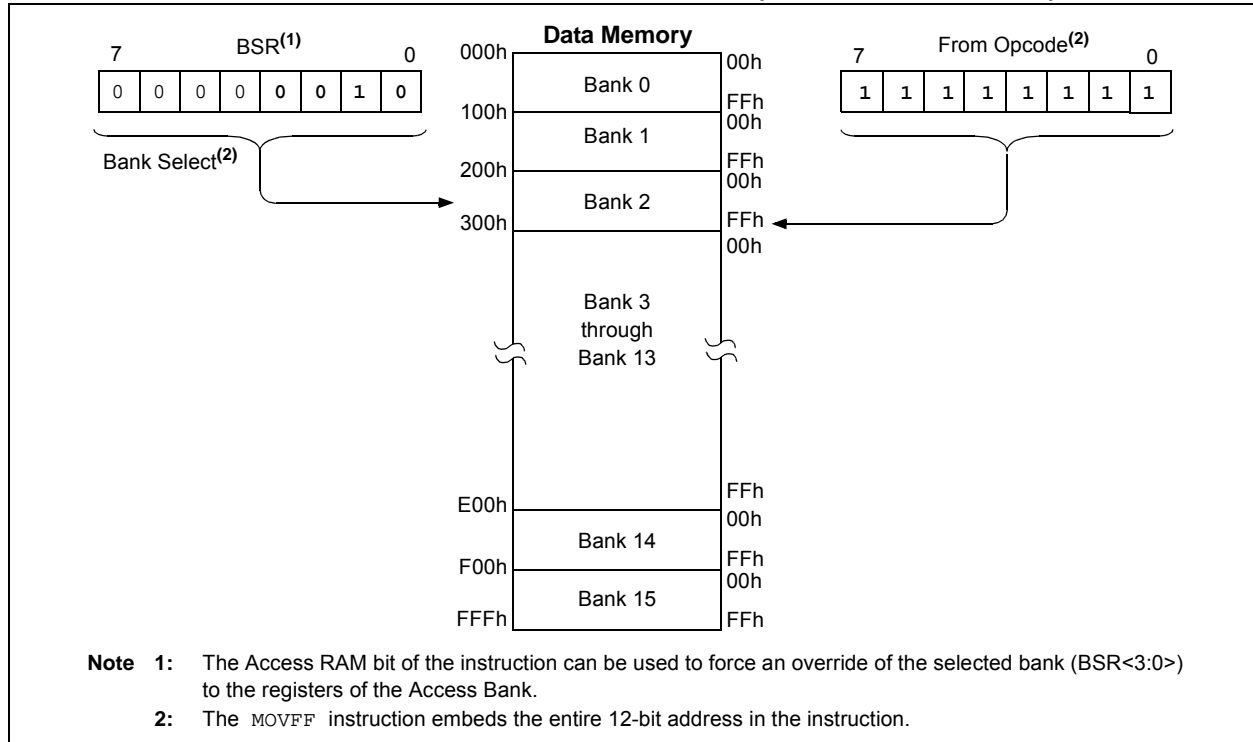 Data Memory
7 BSR(1) 0
0 0 0 0 0 0 1 0
Bank Select(2)
7 From Opcode(2) 0
1 1 1 1 1 1 1 1
000h Bank 0 00h
FFh
100h Bank 1 00h
FFh
200h Bank 2 00h
FFh
300h 00h
Bank 3
through
Bank 13
FFh
E00h Bank 14 00h
FFh
F00h Bank 15 00h
FFFh FFh
Note 1: The Access RAM bit of the instruction can be used to force an override of the selected bank (BSR<3:0>)
to the registers of the Access Bank.
2: The MOVFF instruction embeds the entire 12-bit address in the instruction.